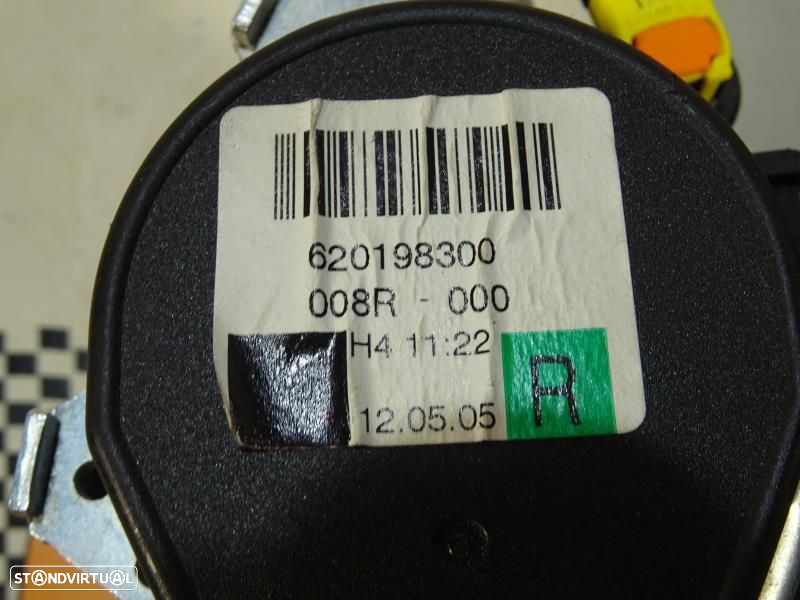 620198300
008R - 000
H4 11:22
12.05.05
R
STANDVIRTUAL